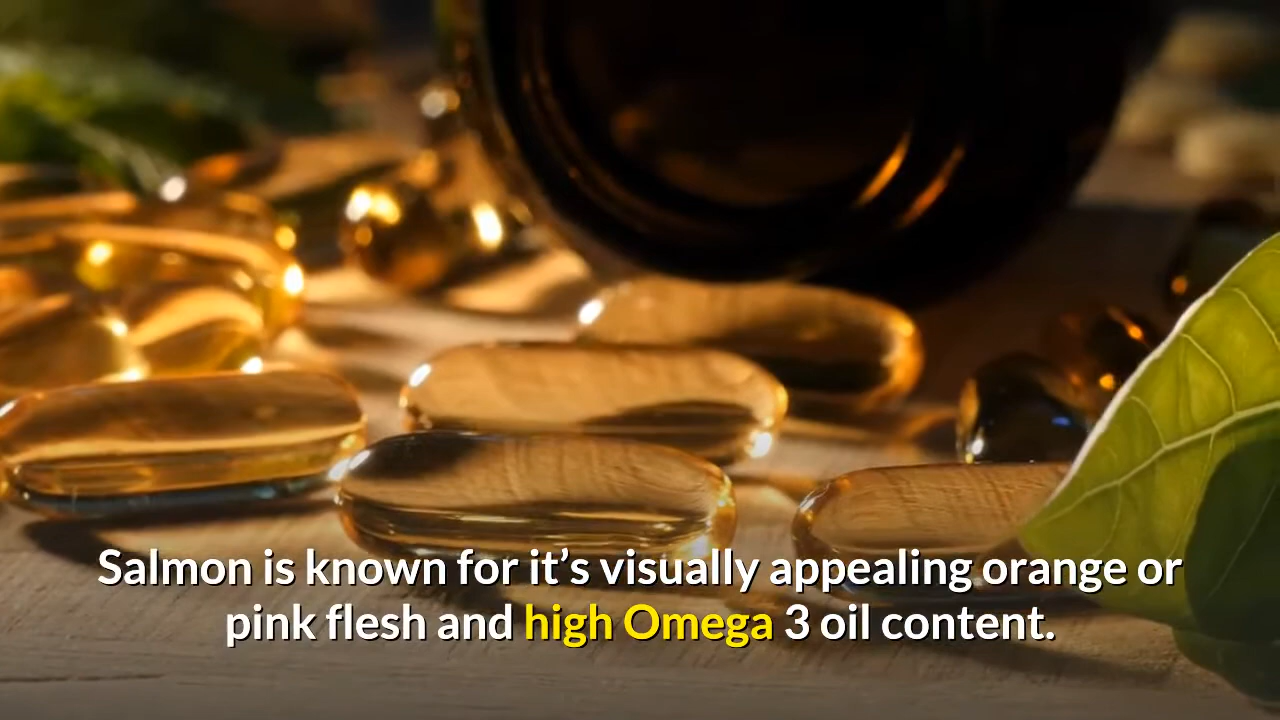 Salmon is known for it’s visually appealing orange or
pink flesh and high Omega 3 oil content.